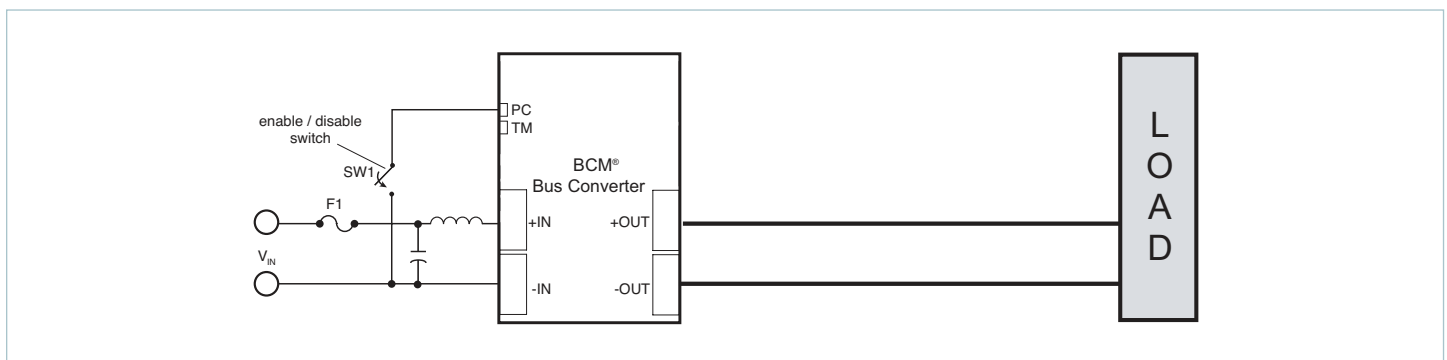 enable / disable
switch
SW1
F1
V_IN
PC
TM
BCM®
Bus Converter
+IN
+OUT
-IN
-OUT
L
O
A
D